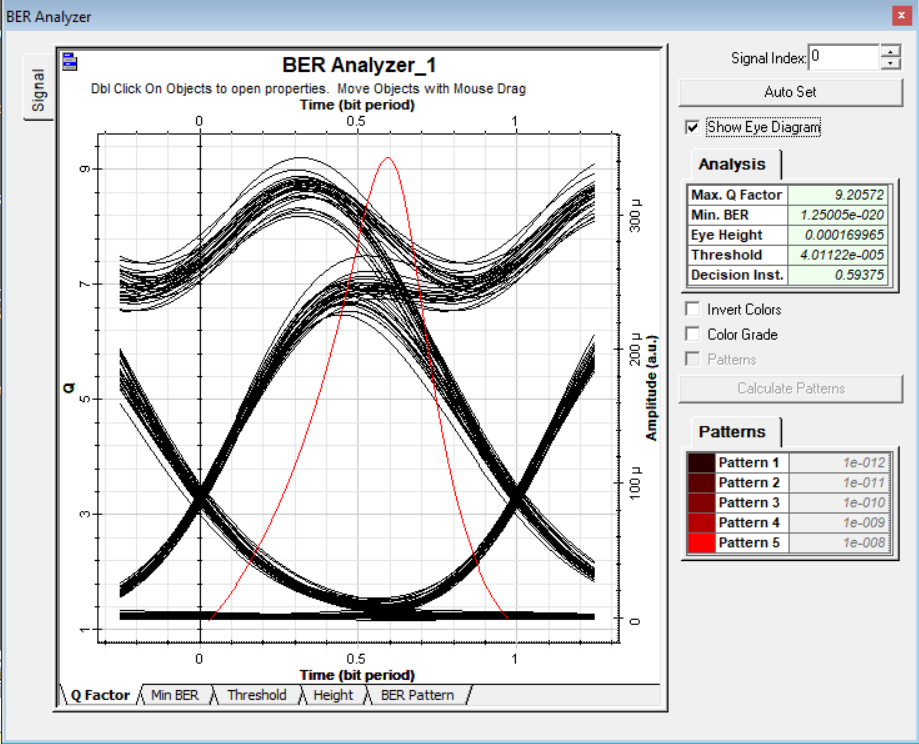 BER Analyzer
x
Signal
BER Analyzer_1
Dbl Click On Objects to open properties. Move Objects with Mouse Drag
Time (bit period)
0 0.5 1
Q
9
7
5
3
1
300 µ
200 µ
100 µ
0
Amplitude (a.u.)
0 0.5 1
Time (bit period)
Q Factor Min BER Threshold Height BER Pattern
Signal Index: 0
Auto Set
Show Eye Diagram
Analysis
Max. Q Factor 9.20572
Min. BER 1.25005e-020
Eye Height 0.000169965
Threshold 4.01122e-005
Decision Inst. 0.59375
Invert Colors
Color Grade
Patterns
Calculate Patterns
Patterns
Pattern 1 1e-012
Pattern 2 1e-011
Pattern 3 1e-010
Pattern 4 1e-009
Pattern 5 1e-008